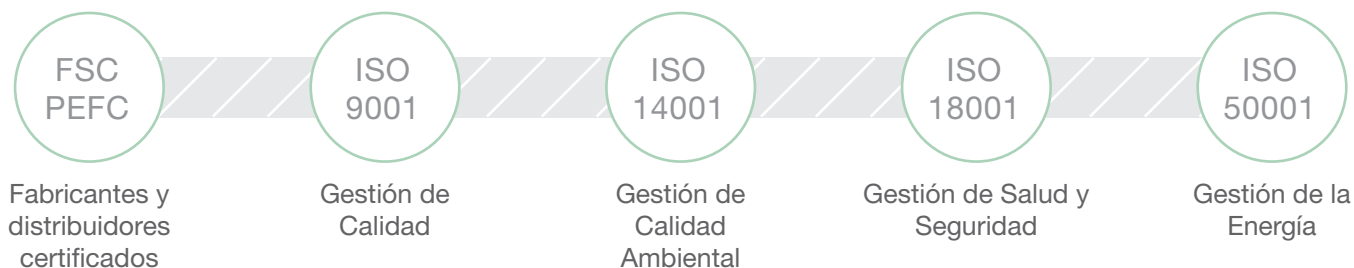 FSC
PEFC
Fabricantes y
distribuidores
certificados
ISO
9001
Gestión de
Calidad
ISO
14001
Gestión de
Calidad
Ambiental
ISO
18001
Gestión de Salud y
Seguridad
ISO
50001
Gestión de la
Energía